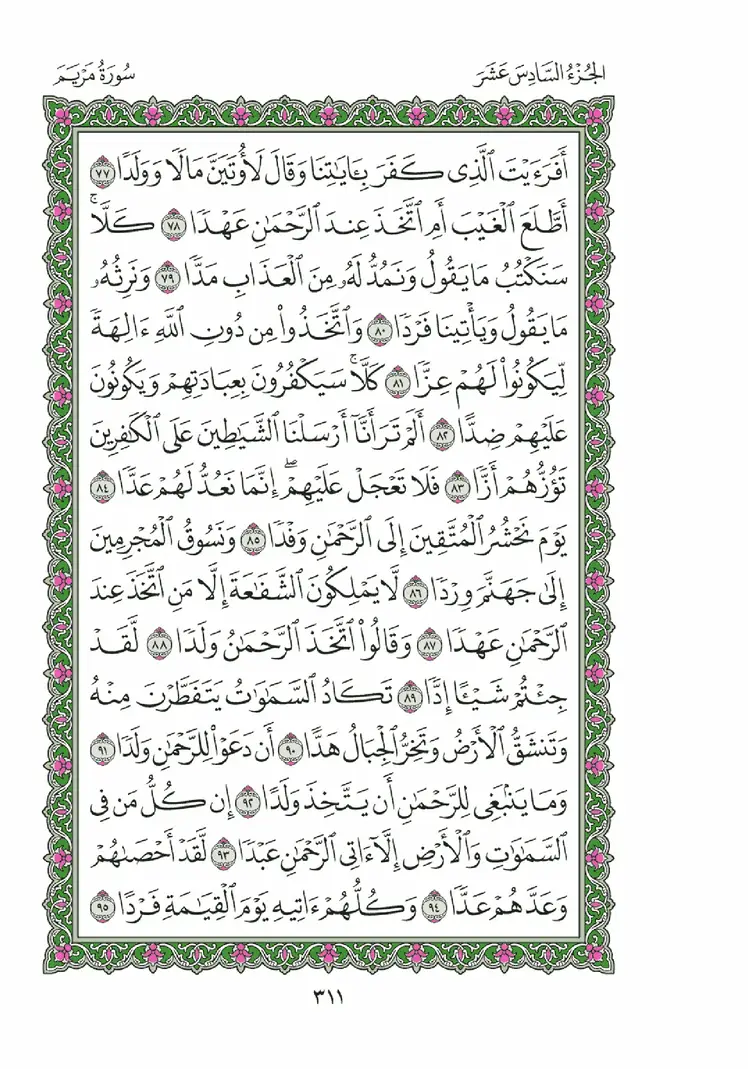 الجُزْءُ السَّادِسَ عَشَرَ
سُورَةُ مَرْيَمَ
أَفَرَءَيْتَ ٱلَّذِى كَفَرَ بِـَٔايَٰتِنَا وَقَالَ لَأُوتَيَنَّ مَالًا وَوَلَدًا ٧٧
أَطَّلَعَ ٱلْغَيْبَ أَمِ ٱتَّخَذَ عِندَ ٱلرَّحْمَٰنِ عَهْدًا ٧٨ كَلَّا ۚ
سَنَكْتُبُ مَا يَقُولُ وَنَمُدُّ لَهُۥ مِنَ ٱلْعَذَابِ مَدًّا ٧٩ وَنَرِثُهُۥ
مَا يَقُولُ وَيَأْتِينَا فَرْدًا ٨٠ وَٱتَّخَذُوا۟ مِن دُونِ ٱللَّهِ ءَالِهَةً
لِّيَكُونُوا۟ لَهُمْ عِزًّا ٨١ كَلَّا ۚ سَيَكْفُرُونَ بِعِبَادَتِهِمْ وَيَكُونُونَ
عَلَيْهِمْ ضِدًّا ٨٢ أَلَمْ تَرَ أَنَّآ أَرْسَلْنَا ٱلشَّيَٰطِينَ عَلَى ٱلْكَٰفِرِينَ
تَؤُزُّهُمْ أَزًّا ٨٣ فَلَا تَعْجَلْ عَلَيْهِمْ ۖ إِنَّمَا نَعُدُّ لَهُمْ عَدًّا ٨٤
يَوْمَ نَحْشُرُ ٱلْمُتَّقِينَ إِلَى ٱلرَّحْمَٰنِ وَفْدًا ٨٥ وَنَسُوقُ ٱلْمُجْرِمِينَ
إِلَىٰ جَهَنَّمَ وِرْدًا ٨٦ لَّا يَمْلِكُونَ ٱلشَّفَٰعَةَ إِلَّا مَنِ ٱتَّخَذَ عِندَ
ٱلرَّحْمَٰنِ عَهْدًا ٨٧ وَقَالُوا۟ ٱتَّخَذَ ٱلرَّحْمَٰنُ وَلَدًا ٨٨ لَّقَدْ
جِئْتُمْ شَيْـًٔا إِدًّا ٨٩ تَكَادُ ٱلسَّمَٰوَٰتُ يَتَفَطَّرْنَ مِنْهُ
وَتَنشَقُّ ٱلْأَرْضُ وَتَخِرُّ ٱلْجِبَالُ هَدًّا ٩٠ أَن دَعَوْا۟ لِلرَّحْمَٰنِ وَلَدًا ٩١
وَمَا يَنۢبَغِى لِلرَّحْمَٰنِ أَن يَتَّخِذَ وَلَدًا ٩٢ إِن كُلُّ مَن فِى
ٱلسَّمَٰوَٰتِ وَٱلْأَرْضِ إِلَّآ ءَاتِى ٱلرَّحْمَٰنِ عَبْدًا ٩٣ لَّقَدْ أَحْصَىٰهُمْ
وَعَدَّهُمْ عَدًّا ٩٤ وَكُلُّهُمْ ءَاتِيهِ يَوْمَ ٱلْقِيَٰمَةِ فَرْدًا ٩٥
٣١١